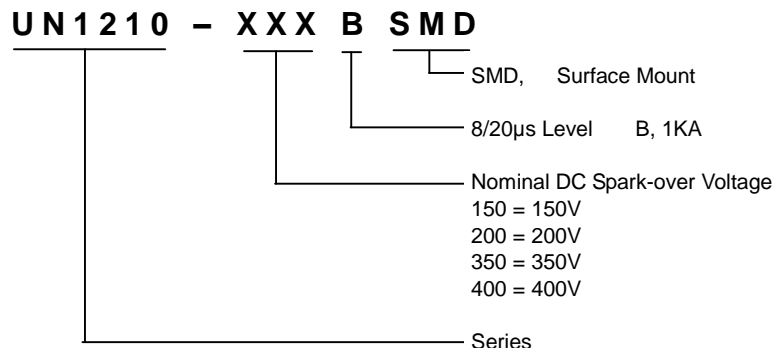 UN1210 – XXX B SMD
SMD, Surface Mount
8/20µs Level B, 1KA
Nominal DC Spark-over Voltage
150 = 150V
200 = 200V
350 = 350V
400 = 400V
Series